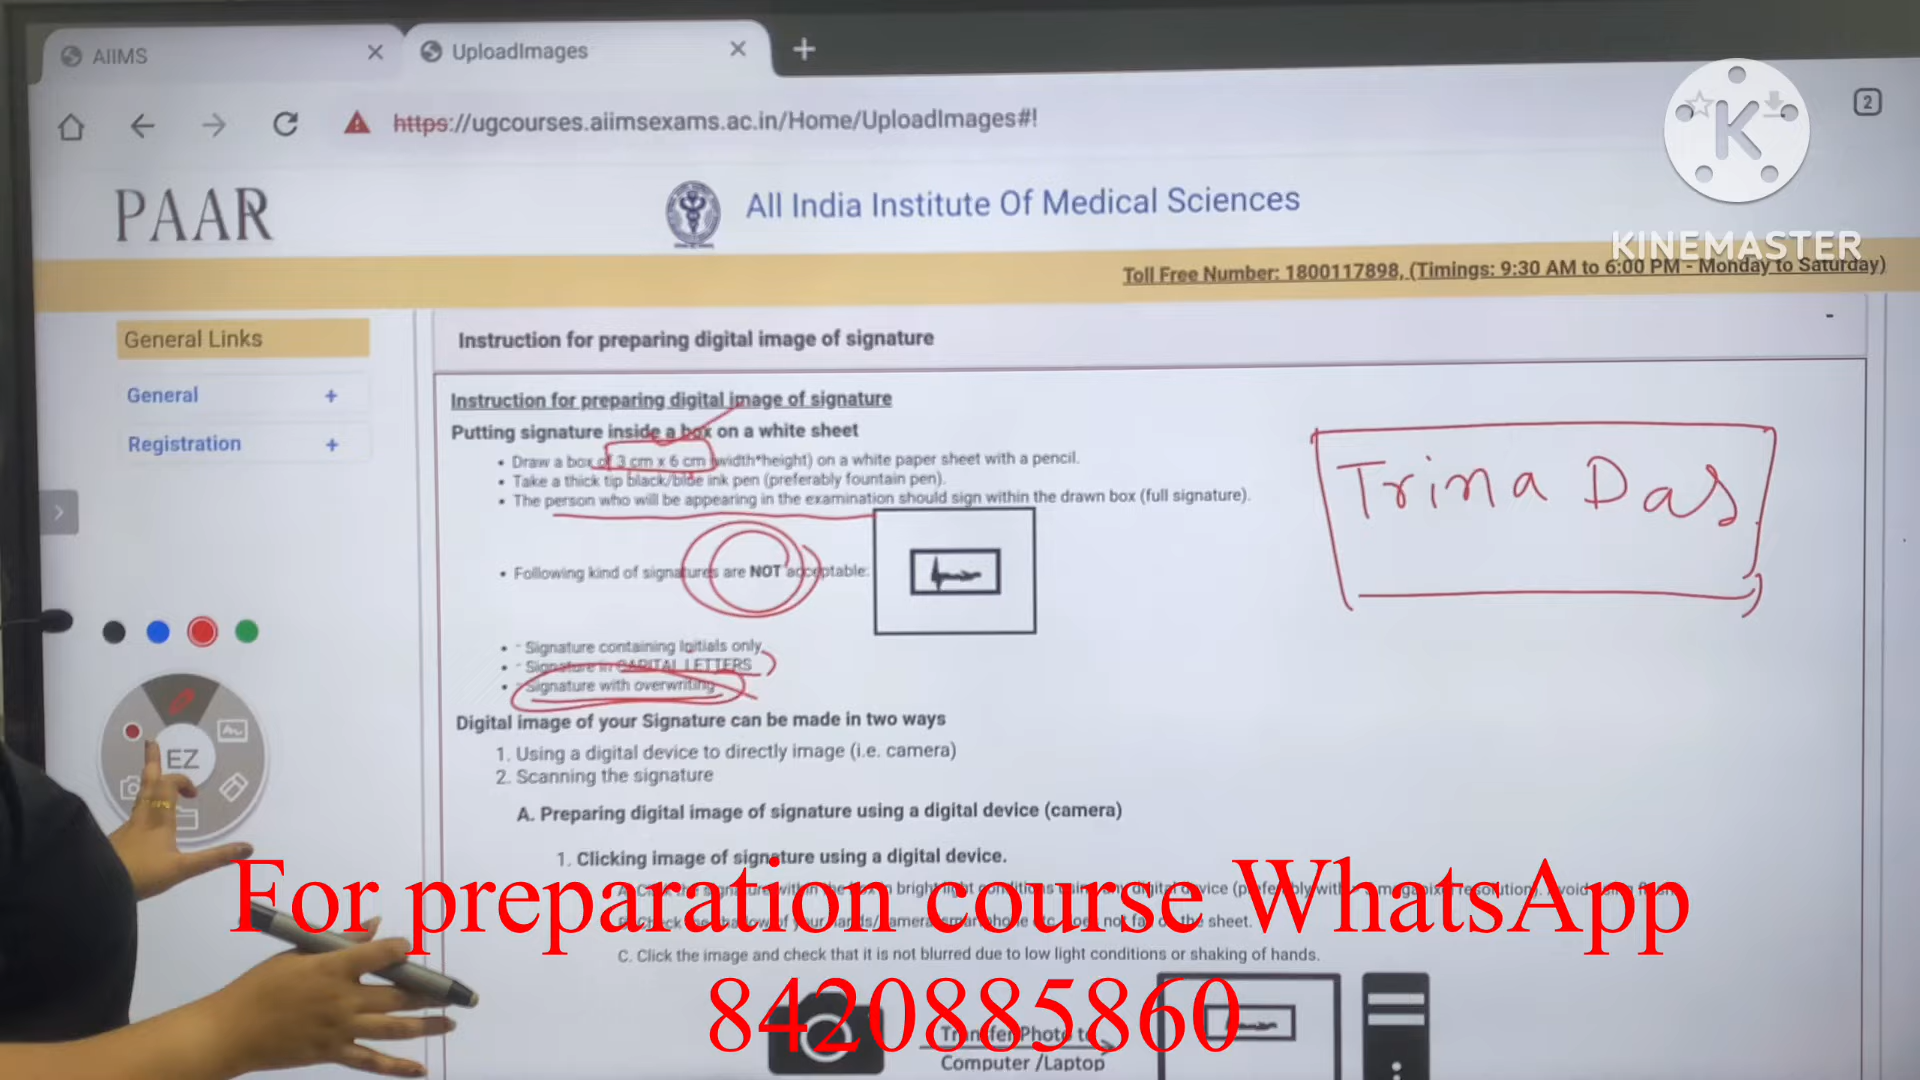 AIIMS
UploadImages
2
https://ugcourses.aiimsexams.ac.in/Home/UploadImages#!
K
PAAR
All India Institute Of Medical Sciences
KINEMASTER
Toll Free Number: 1800117898, (Timings: 9:30 AM to 6:00 PM - Monday to Saturday)
General Links
General +
Registration +
Instruction for preparing digital image of signature
-
Instruction for preparing digital image of signature
Putting signature inside a box on a white sheet
• Draw a box of 3 cm x 6 cm (width*height) on a white paper sheet with a pencil.
• Take a thick tip black/blue ink pen (preferably fountain pen).
• The person who will be appearing in the examination should sign within the drawn box (full signature).
Trina Das
• Following kind of signatures are NOT acceptable:
• - Signature containing Initials only
• - Signature in CAPITAL LETTERS
• - Signature with overwriting
EZ
Digital image of your Signature can be made in two ways
1. Using a digital device to directly image (i.e. camera)
2. Scanning the signature
A. Preparing digital image of signature using a digital device (camera)
1. Clicking image of signature using a digital device.
For preparation course WhatsApp
C. Click the image and check that it is not blurred due to low light conditions or shaking of hands.
8420885860
Transfer Photo to
Computer /Laptop